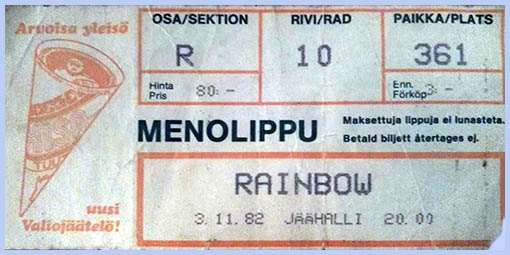 Arvoisa yleisö
uusi
Valiojäätelö!
OSA/SEKTION
R
RIVI/RAD
10
PAIKKA/PLATS
361
Hinta
Pris
80:-
Enn.
Förköp
3:-
MENOLIPPU
Maksettuja lippuja ei lunasteta.
Betald biljett återtages ej.
RAINBOW
3.11.82 JÄÄHALLI 20.00